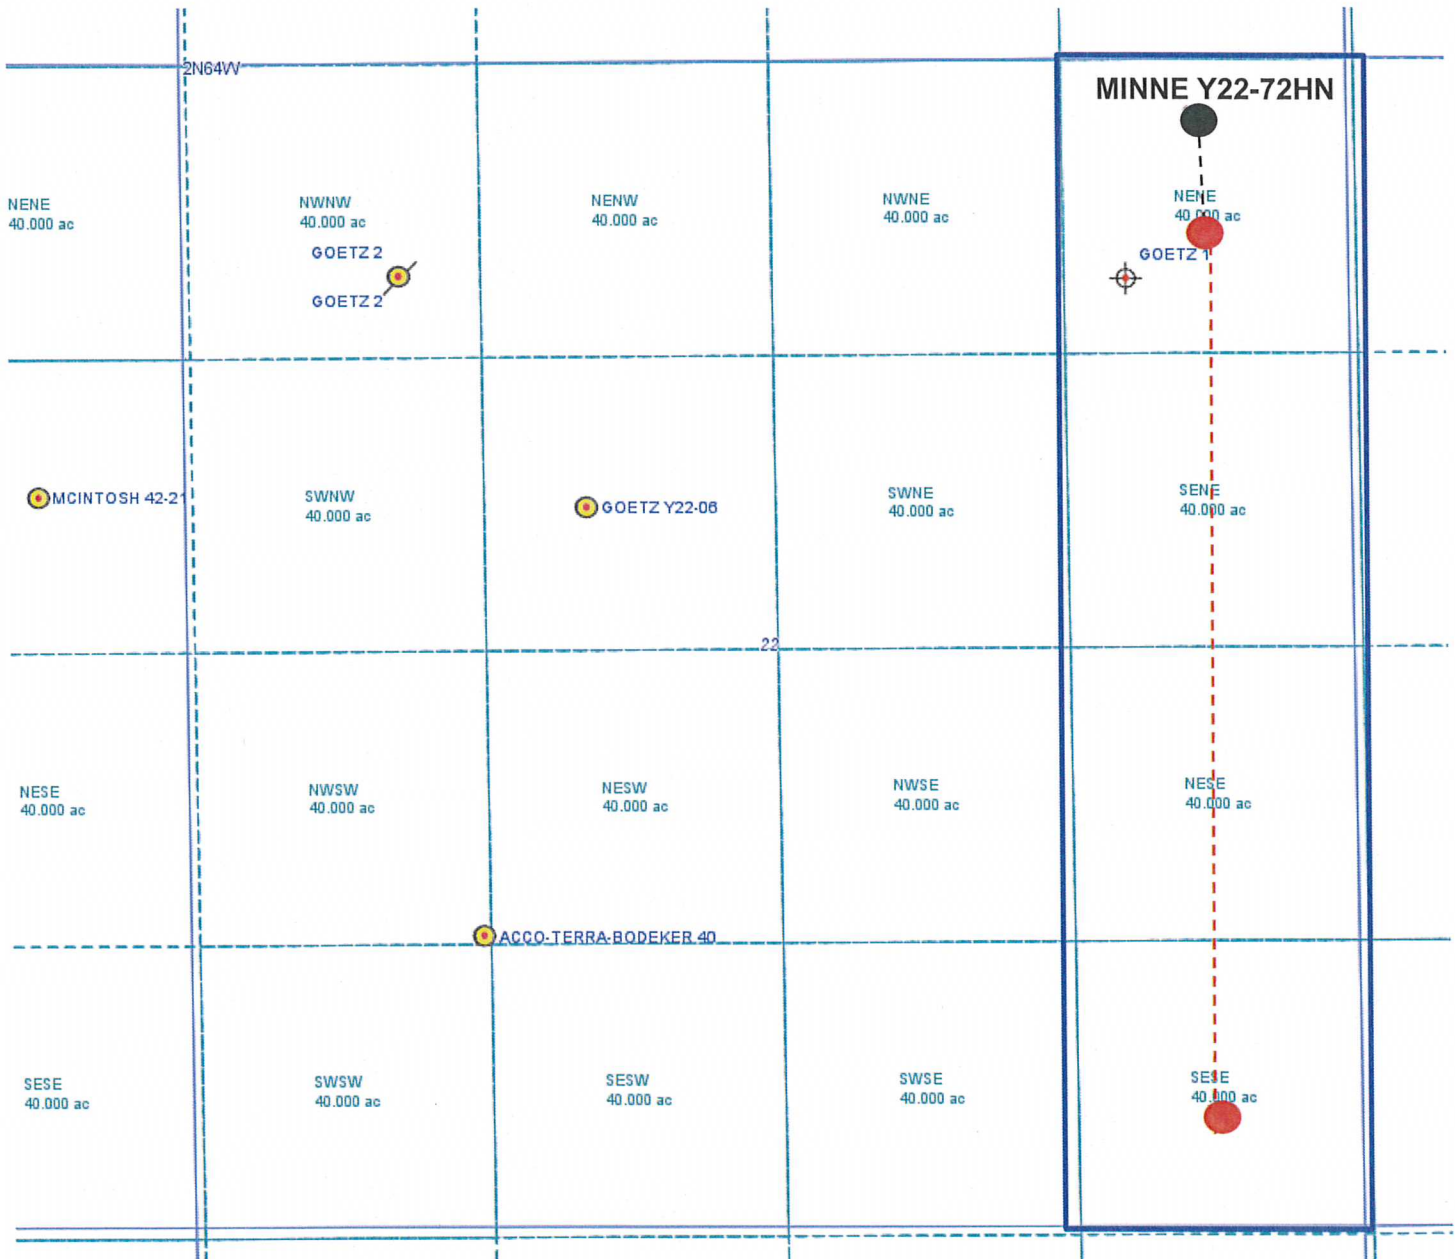 2N64W
MINNE Y22-72HN
NENE
40.000 ac
NWNW
40.000 ac
NENW
40.000 ac
NWNE
40.000 ac
NENE
40.000 ac
GOETZ 2
GOETZ 2
GOETZ 1
MCINTOSH 42-21
SWNW
40.000 ac
GOETZ Y22-06
SWNE
40.000 ac
SENE
40.000 ac
22
NESE
40.000 ac
NWSW
40.000 ac
NESW
40.000 ac
NWSE
40.000 ac
NESE
40.000 ac
ACCO-TERRA-BODEKER 40
SESE
40.000 ac
SWSW
40.000 ac
SESW
40.000 ac
SWSE
40.000 ac
SESE
40.000 ac